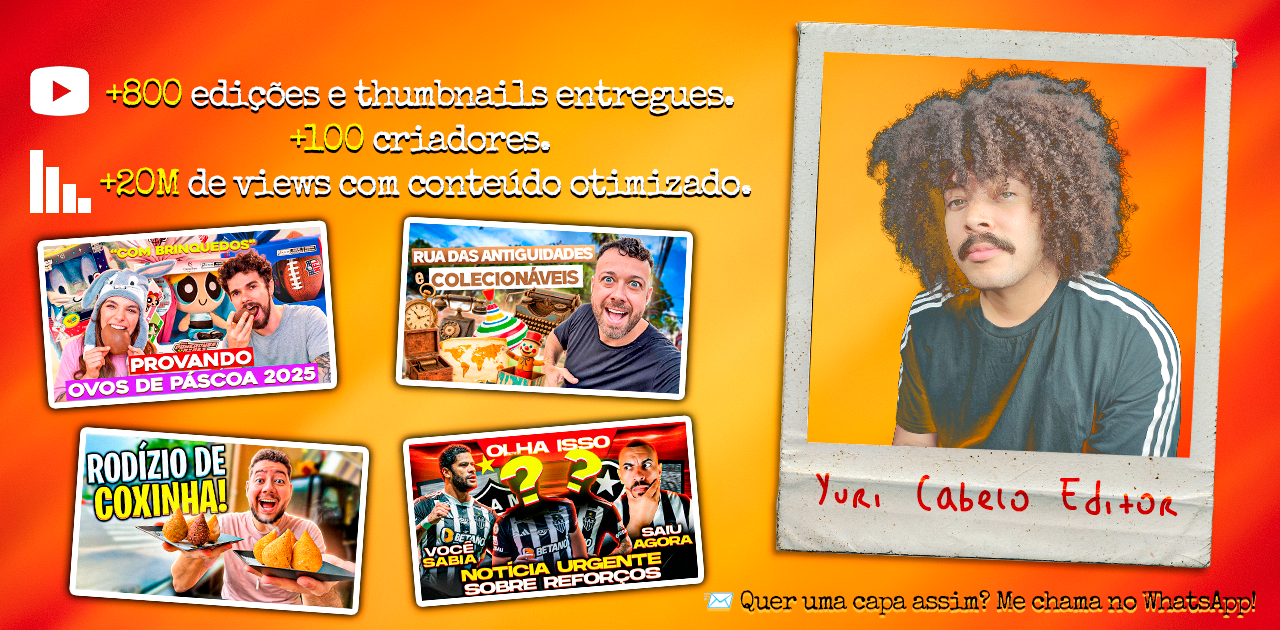 +800 edições e thumbnails entregues.
+100 criadores.
+20M de views com conteúdo otimizado.
"COM BRINQUEDOS"
PROVANDO
OVOS DE PÁSCOA 2025
RUA DAS ANTIGUIDADES
e COLECIONÁVEIS
RODÍZIO DE
COXINHA!
OLHA ISSO
? ?
BETANO
BETANO
VOCÊ
SABIA
SAIU
AGORA
NOTÍCIA URGENTE
SOBRE REFORÇOS
Yuri Cabelo Editor
Quer uma capa assim? Me chama no WhatsApp!